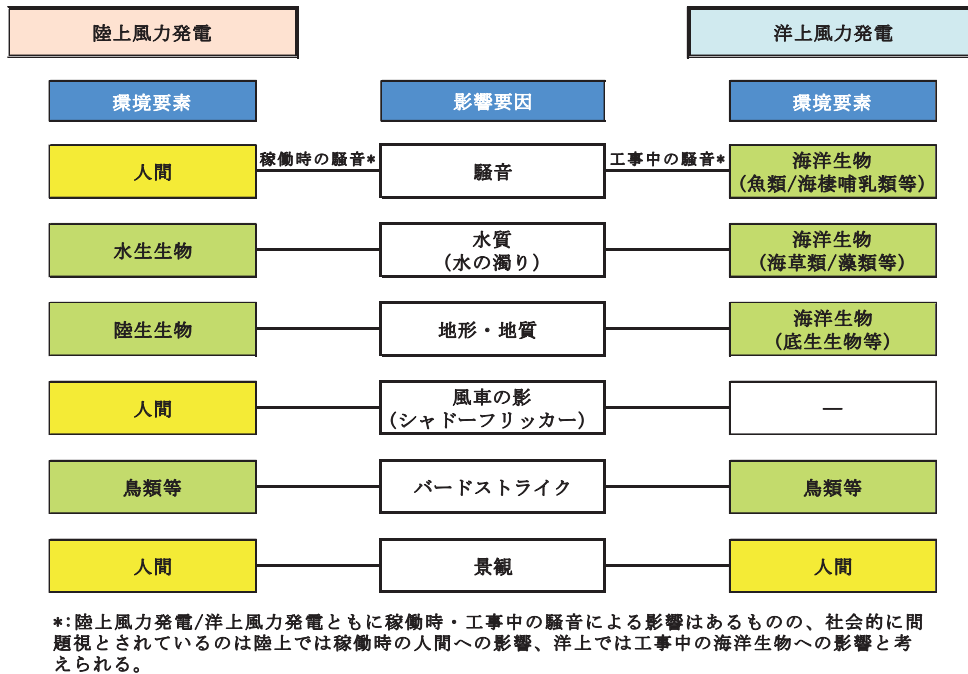 陸上風力発電
洋上風力発電
環境要素
影響要因
環境要素
人間
稼働時の騒音*
騒音
工事中の騒音*
海洋生物
(魚類/海棲哺乳類等)
水生生物
水質
(水の濁り)
海洋生物
(海草類/藻類等)
陸生生物
地形・地質
海洋生物
(底生生物等)
人間
風車の影
(シャドーフリッカー)
―
鳥類等
バードストライク
鳥類等
人間
景観
人間
*:陸上風力発電/洋上風力発電ともに稼働時・工事中の騒音による影響はあるものの、社会的に問
題視とされているのは陸上では稼働時の人間への影響、洋上では工事中の海洋生物への影響と考
えられる。